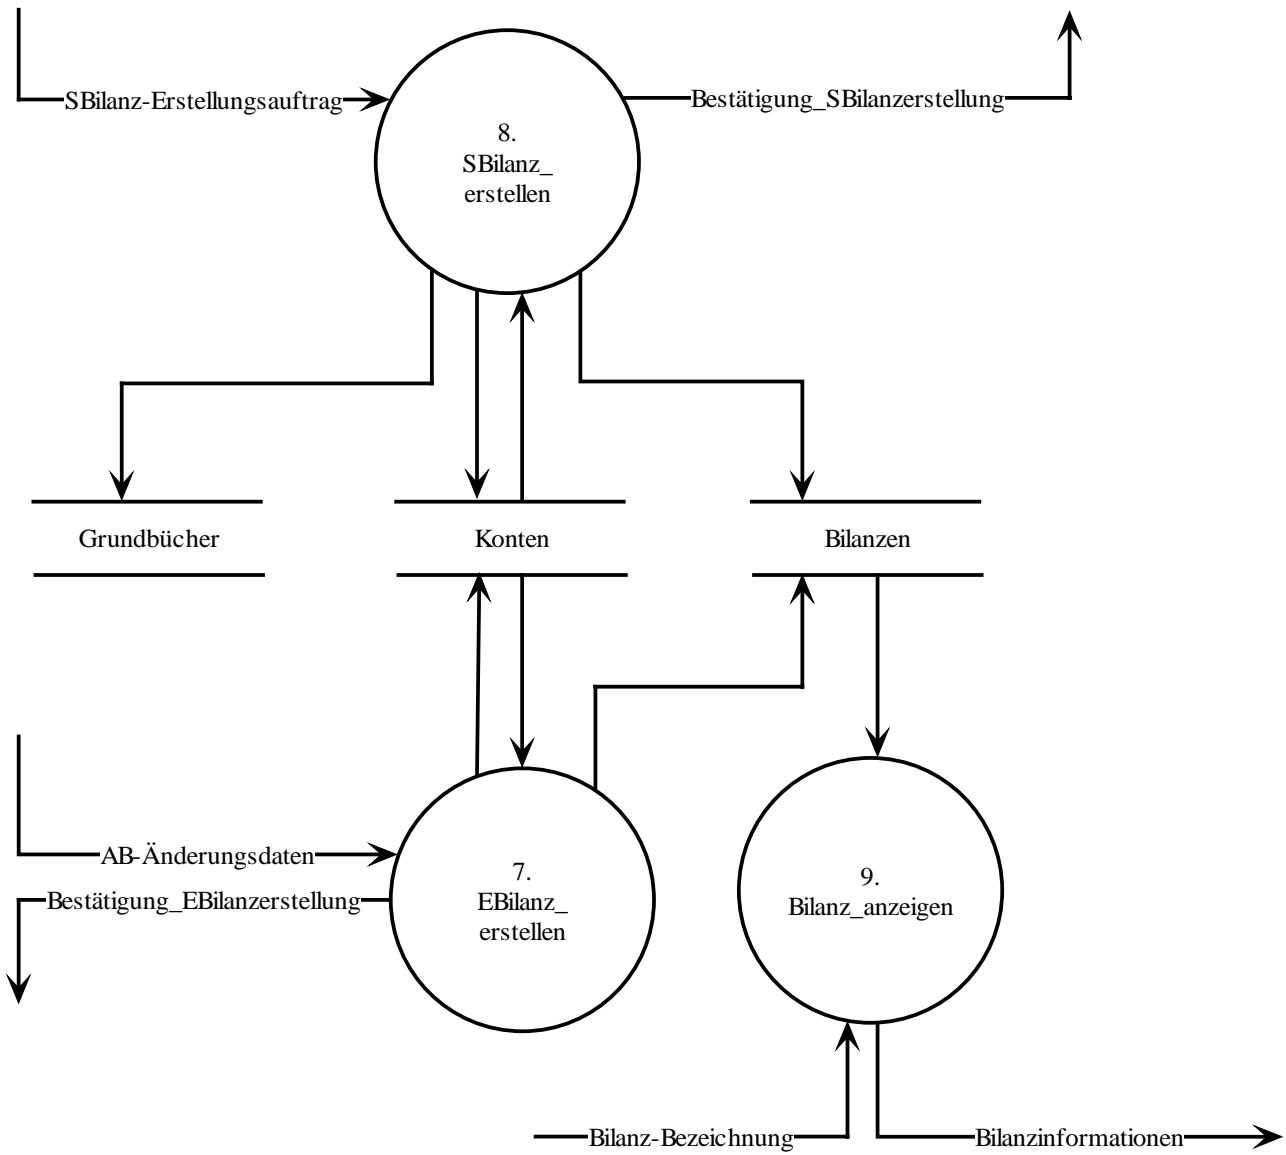 SBilanz-Erstellungsauftrag
Bestätigung_SBilanzerstellung
8.
SBilanz_
erstellen
Grundbücher
Konten
Bilanzen
AB-Änderungsdaten
Bestätigung_EBilanzerstellung
7.
EBilanz_
erstellen
9.
Bilanz_anzeigen
Bilanz-Bezeichnung
Bilanzinformationen